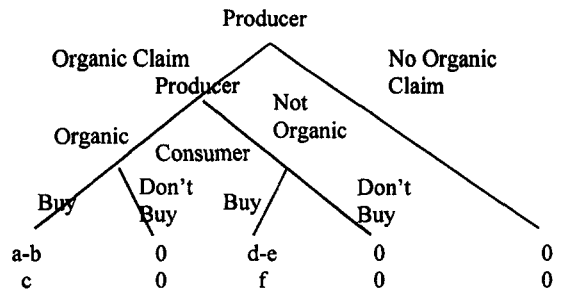 Producer
Organic Claim
No Organic
Claim
Producer
Not
Organic
Organic
Consumer
Buy
Don't
Buy
Buy
Don't
Buy
a-b 0 d-e 0 0
c 0 f 0 0